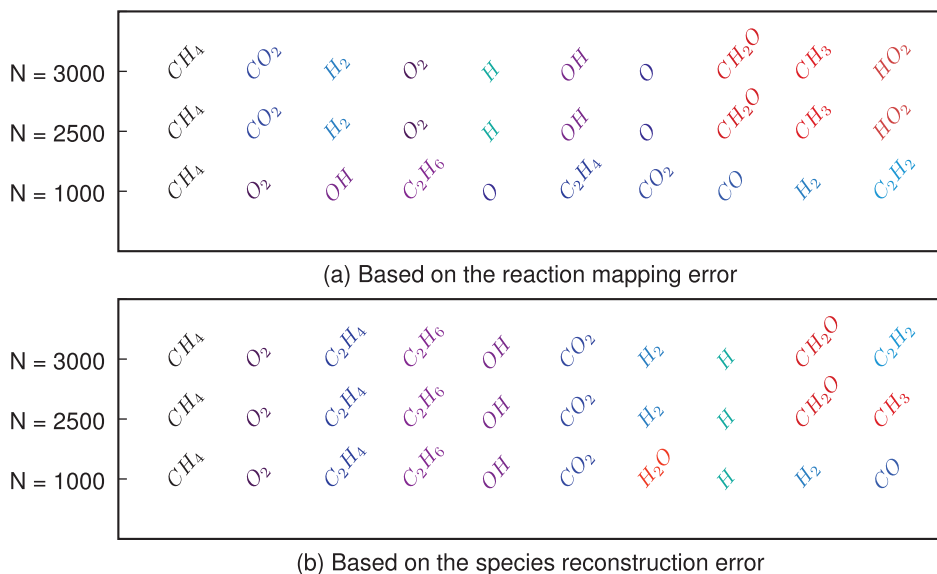 N = 3000 CH₄ CO₂ H₂ O₂ H OH O CH₂O CH₃ HO₂
N = 2500 CH₄ CO₂ H₂ O₂ H OH O CH₂O CH₃ HO₂
N = 1000 CH₄ O₂ OH C₂H₆ O C₂H₄ CO₂ CO H₂ C₂H₂
(a) Based on the reaction mapping error
N = 3000 CH₄ O₂ C₂H₄ C₂H₆ OH CO₂ H₂ H CH₂O C₂H₂
N = 2500 CH₄ O₂ C₂H₄ C₂H₆ OH CO₂ H₂ H CH₂O CH₃
N = 1000 CH₄ O₂ C₂H₄ C₂H₆ OH CO₂ H₂O H H₂ CO
(b) Based on the species reconstruction error